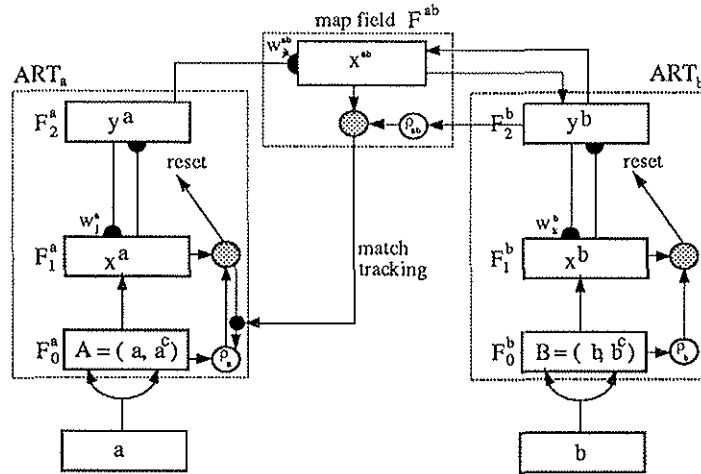 map field F^ab
w_jk^ab
x^ab
ART_a
ART_b
F_2^a
y^a
ρ_ab
F_2^b
y^b
reset
reset
w_j^a
w_k^b
match
tracking
F_1^a
x^a
F_1^b
x^b
F_0^a
A = ( a, a^c)
ρ_a
F_0^b
B = ( b, b^c)
ρ_b
a
b